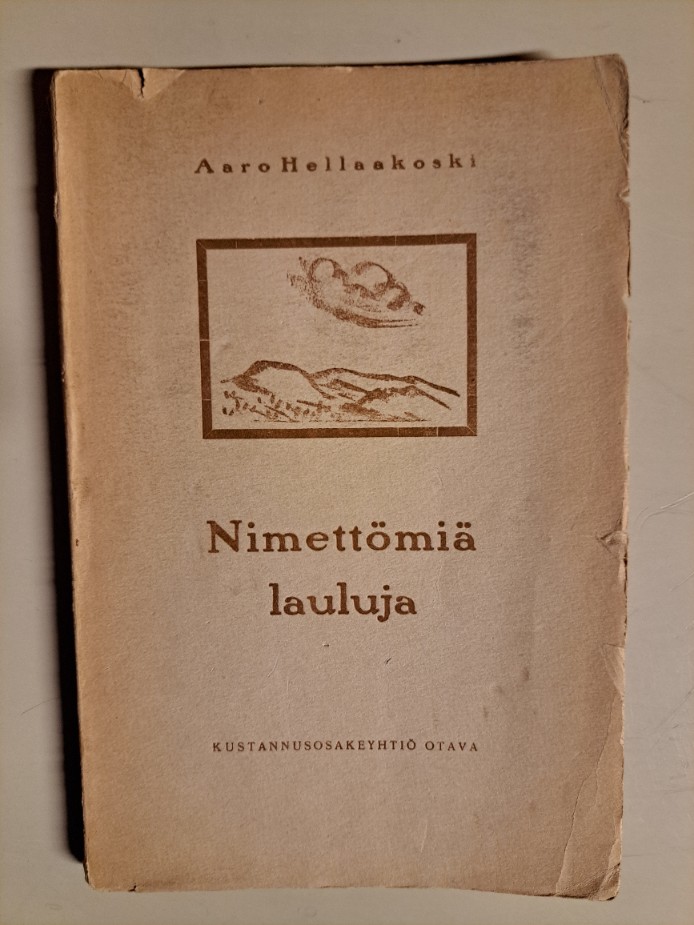 Aaro Hellaakoski
Nimettömiä
lauluja
KUSTANNUSOSAKEYHTIÖ OTAVA